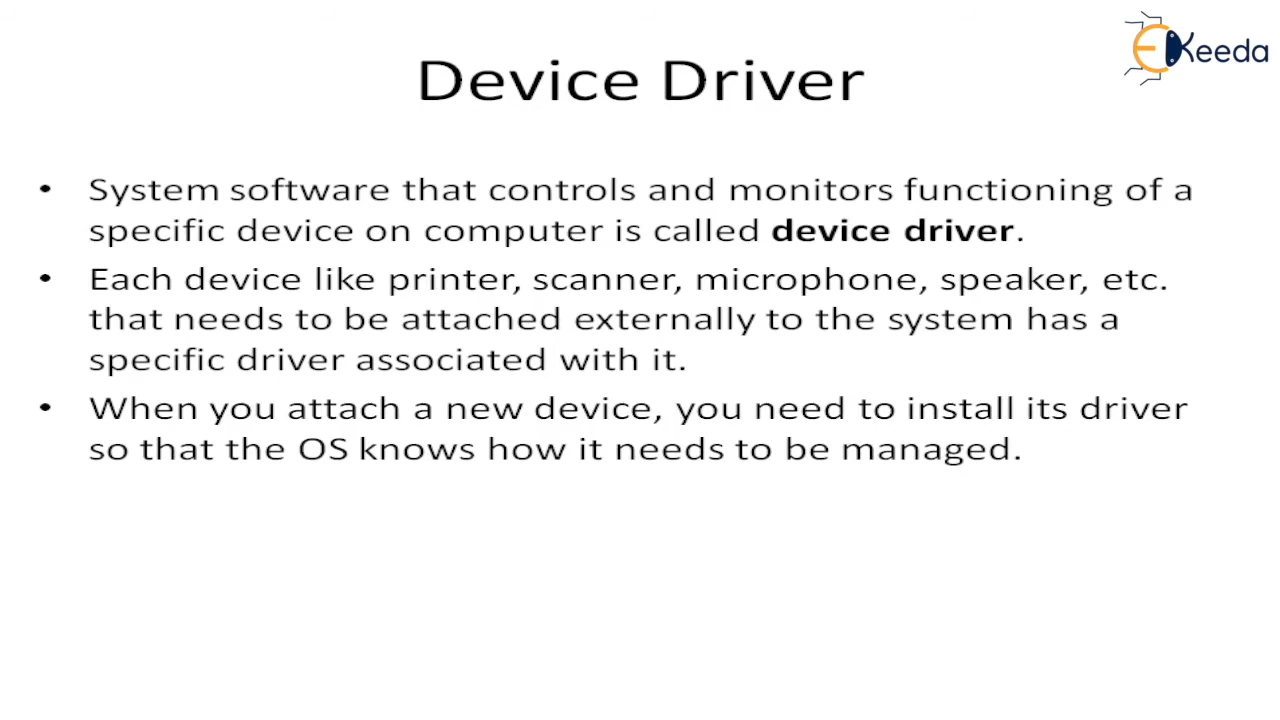 EKeeda
Device Driver
• System software that controls and monitors functioning of a
specific device on computer is called device driver.
• Each device like printer, scanner, microphone, speaker, etc.
that needs to be attached externally to the system has a
specific driver associated with it.
• When you attach a new device, you need to install its driver
so that the OS knows how it needs to be managed.